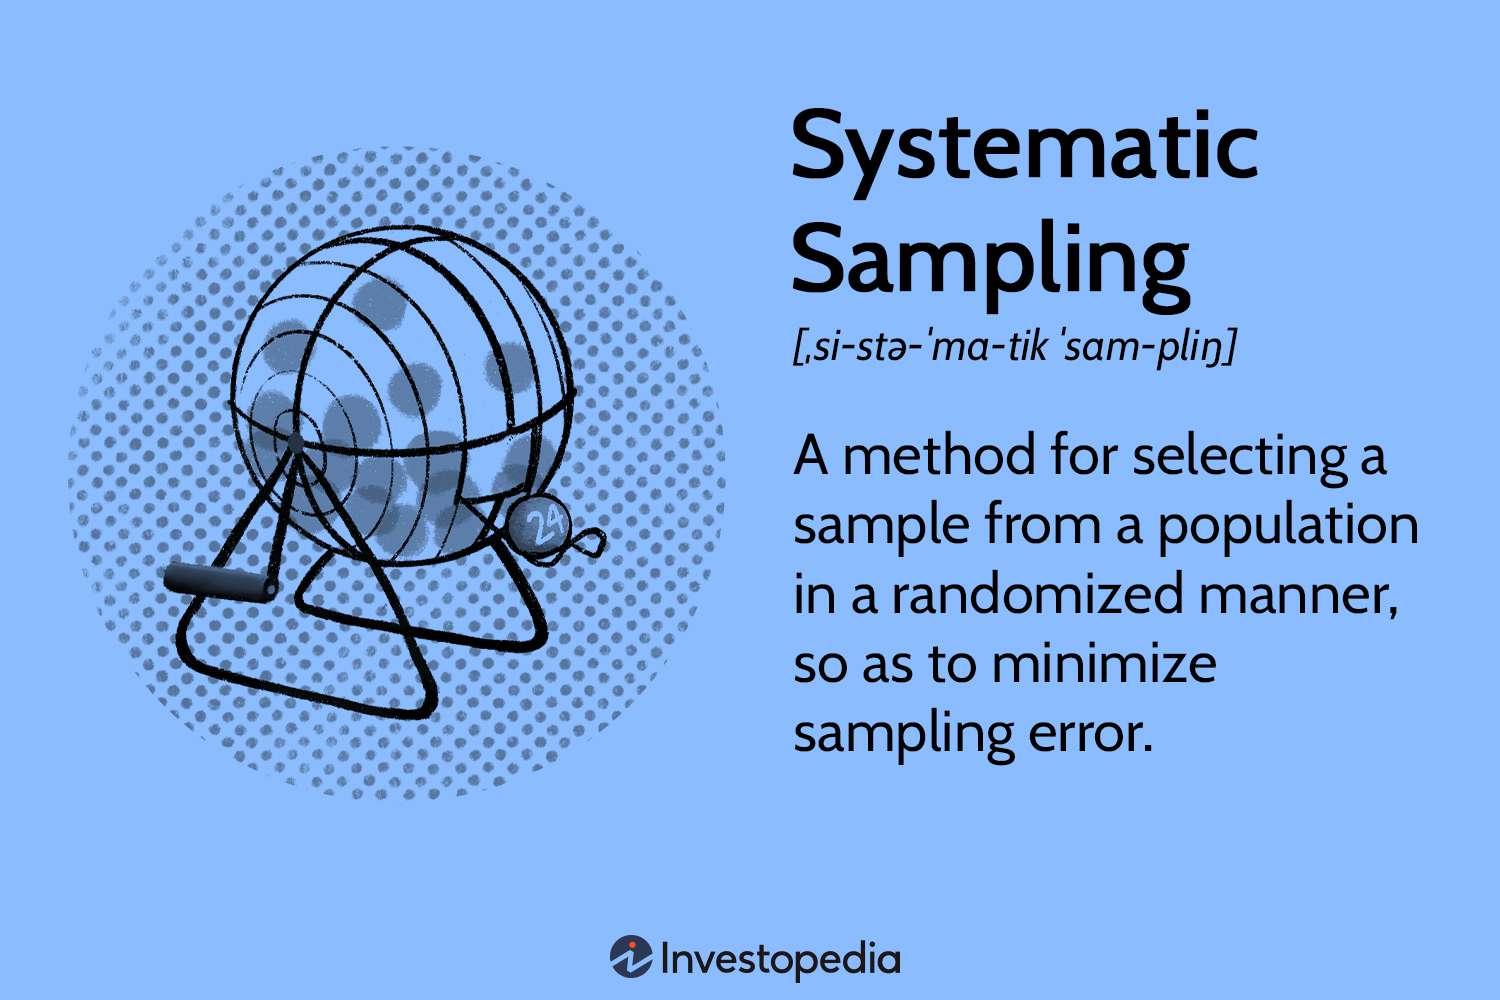 Systematic
Sampling
[ˌsi-stə-ˈma-tik ˈsam-pliŋ]
A method for selecting a
sample from a population
in a randomized manner,
so as to minimize
sampling error.
24
Investopedia